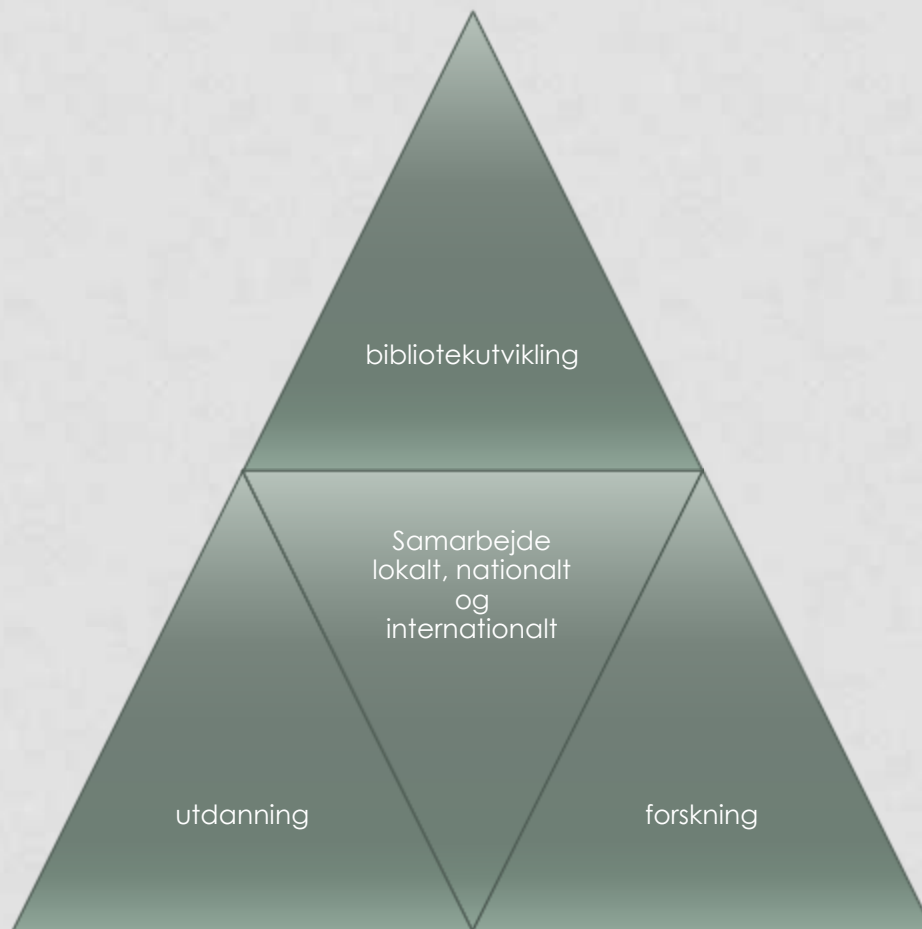 bibliotekutvikling
Samarbejde
lokalt, nationalt
og
internationalt
utdanning
forskning